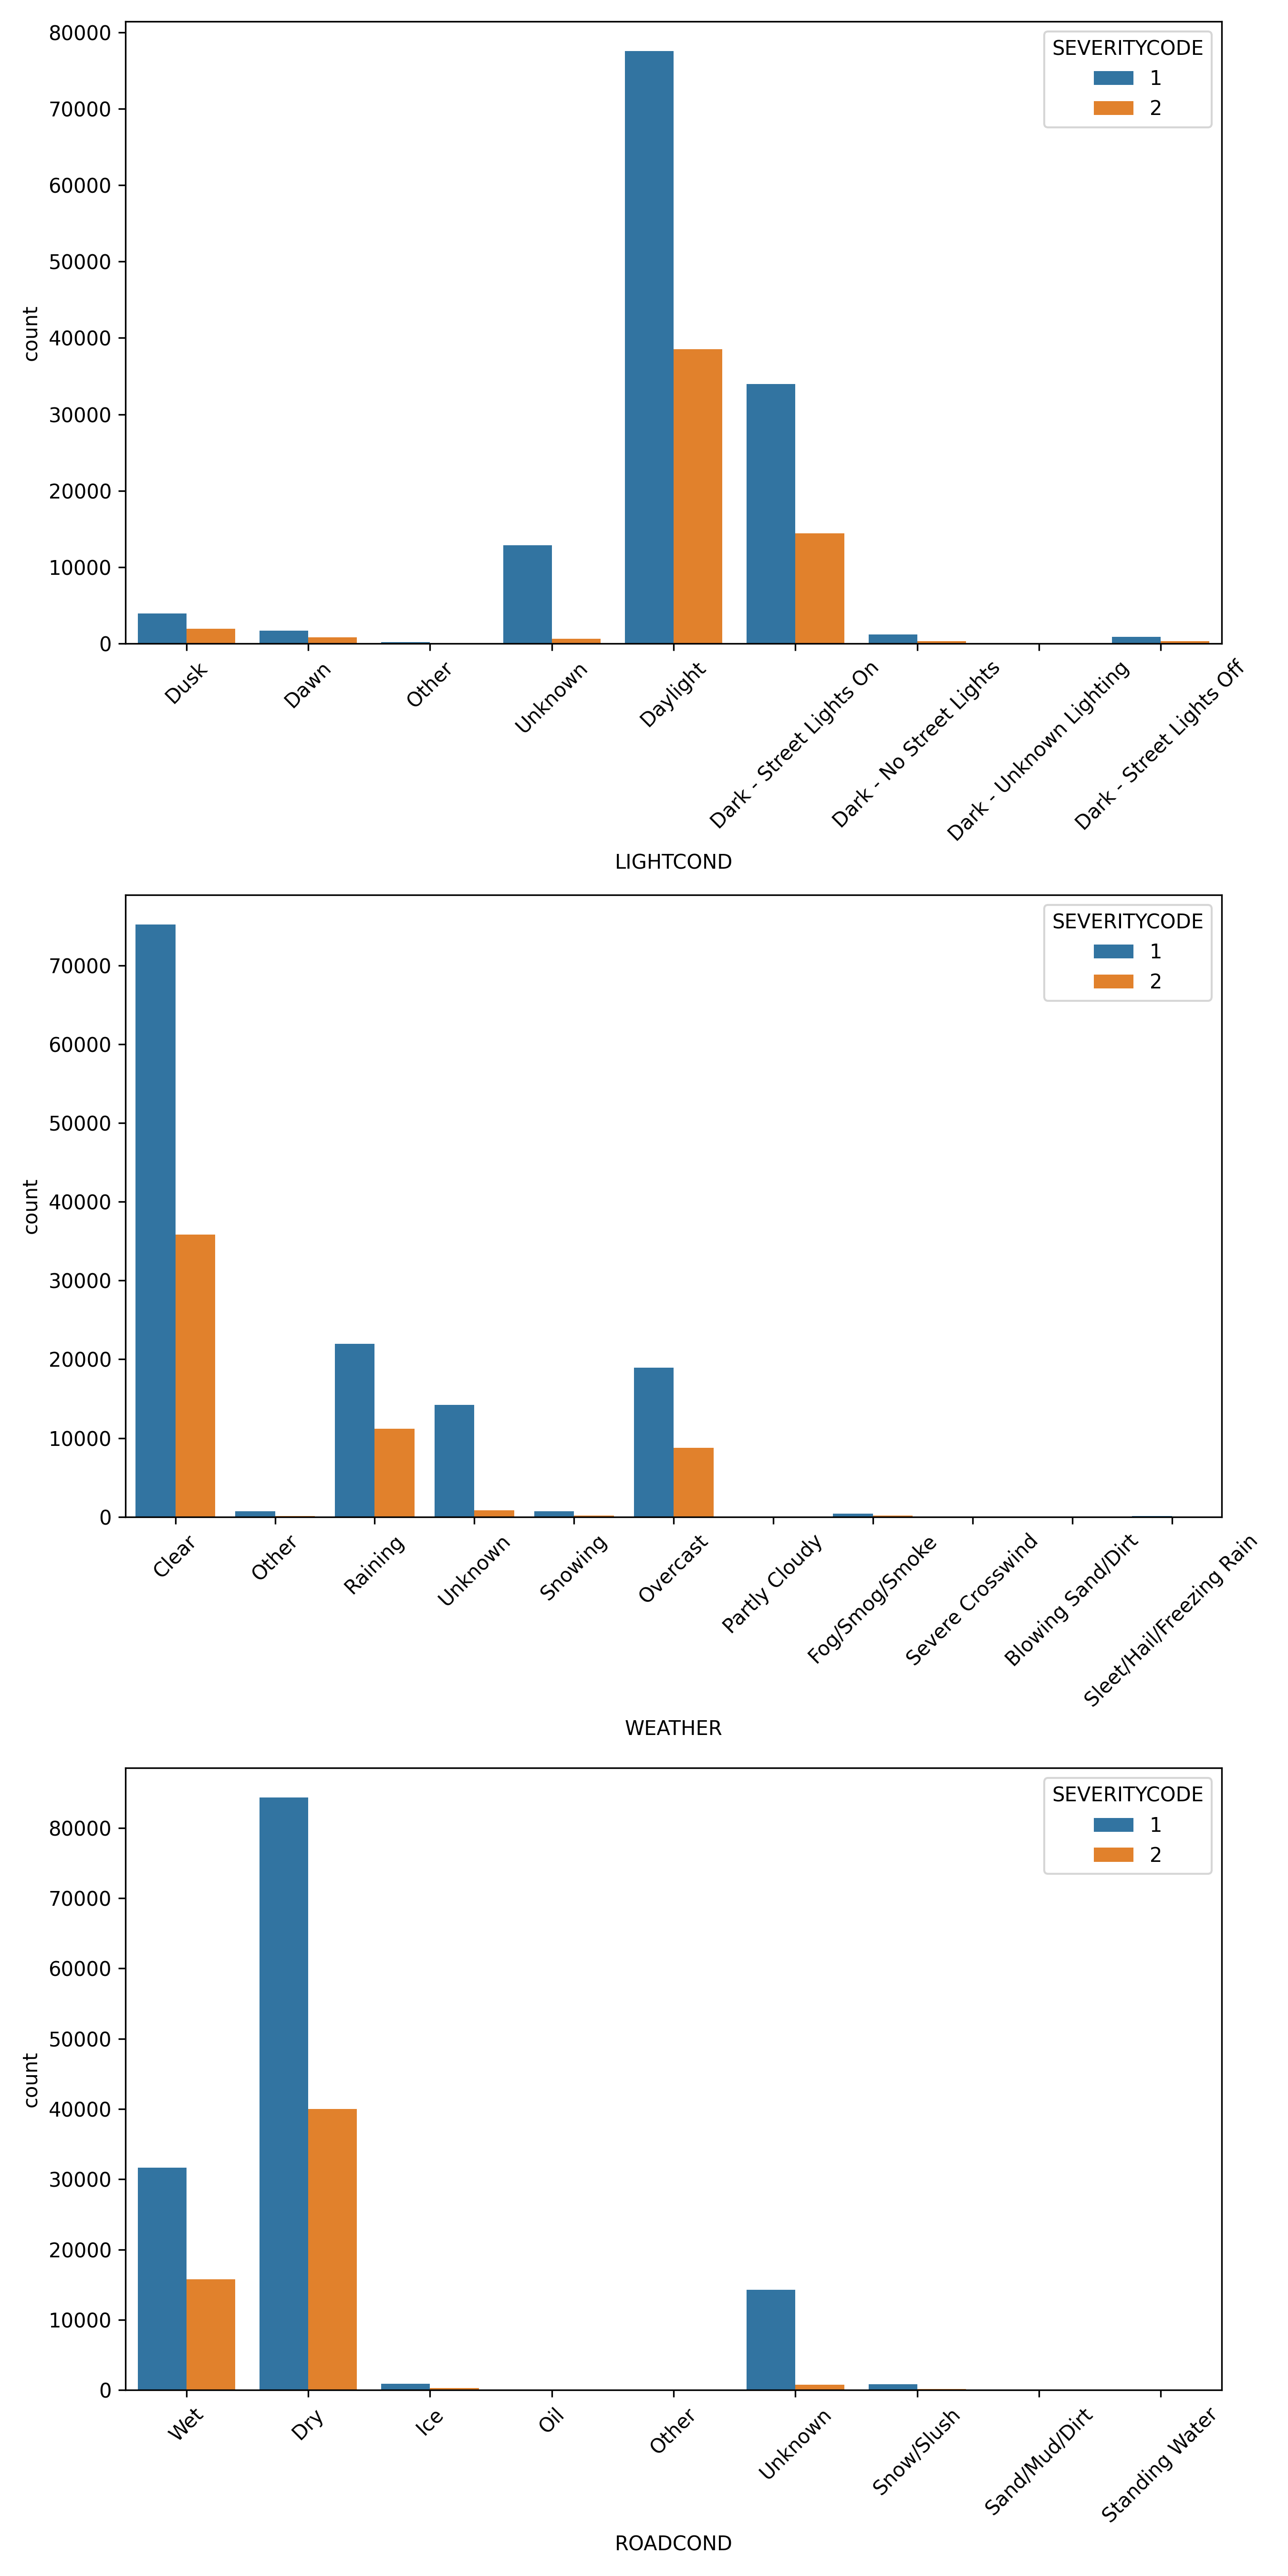 80000
70000
60000
50000
40000
30000
20000
10000
0
count
SEVERITYCODE
1
2
Dusk
Dawn
Other
Unknown
Daylight
Dark - Street Lights On
Dark - No Street Lights
Dark - Unknown Lighting
Dark - Street Lights Off
LIGHTCOND
70000
60000
50000
40000
30000
20000
10000
0
count
SEVERITYCODE
1
2
Clear
Other
Raining
Unknown
Snowing
Overcast
Partly Cloudy
Fog/Smog/Smoke
Severe Crosswind
Blowing Sand/Dirt
Sleet/Hail/Freezing Rain
WEATHER
80000
70000
60000
50000
40000
30000
20000
10000
0
count
SEVERITYCODE
1
2
Wet
Dry
Ice
Oil
Other
Unknown
Snow/Slush
Sand/Mud/Dirt
Standing Water
ROADCOND